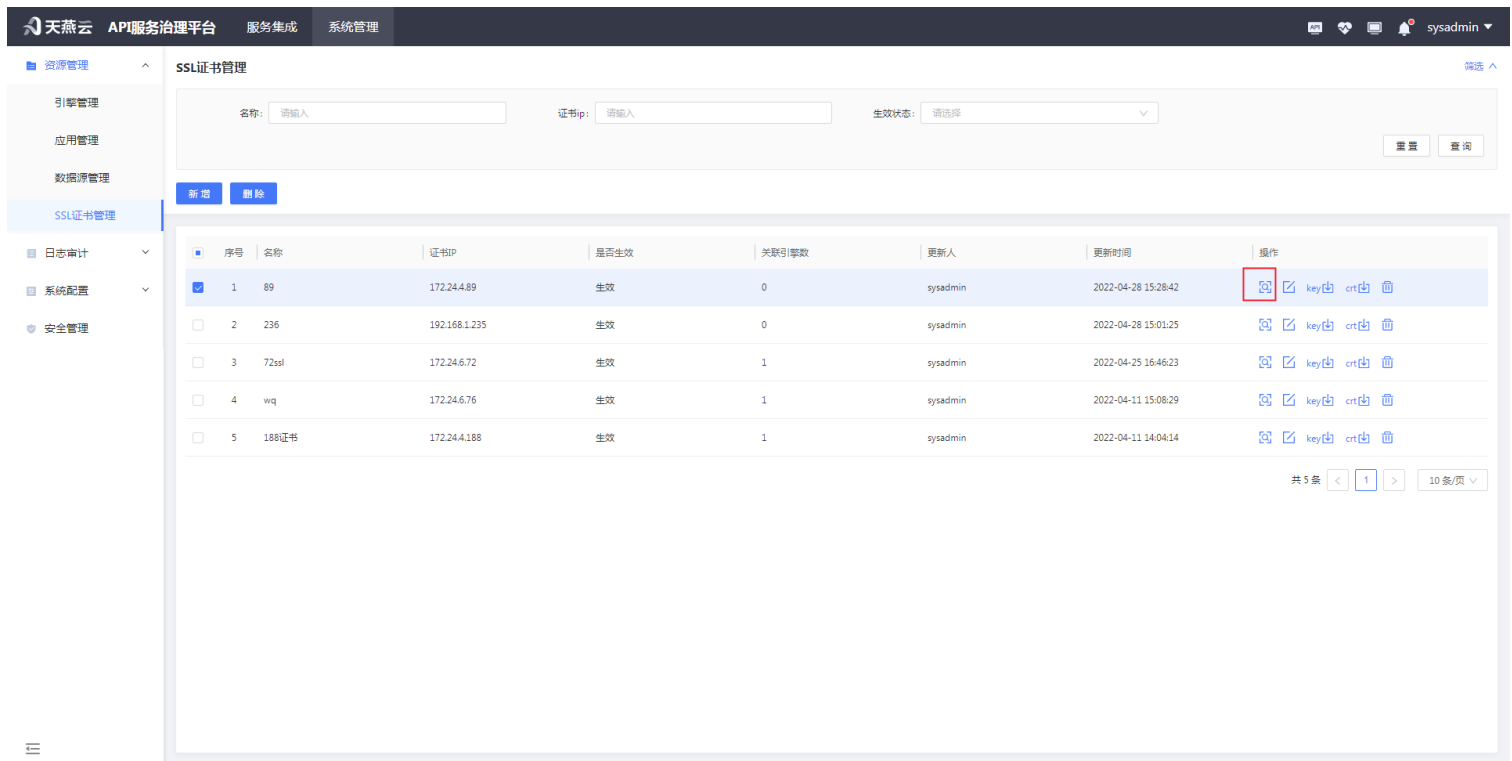 天燕云 API服务治理平台 服务集成 系统管理 API sysadmin
资源管理
引擎管理
应用管理
数据源管理
SSL证书管理
日志审计
系统配置
安全管理
SSL证书管理 筛选
名称: 请输入 证书ip: 请输入 生效状态: 请选择
重置 查询
新增 删除
序号 名称 证书IP 是否生效 关联引擎数 更新人 更新时间 操作
1 89 172.24.4.89 生效 0 sysadmin 2022-04-28 15:28:42 key crt
2 236 192.168.1.235 生效 0 sysadmin 2022-04-28 15:01:25 key crt
3 72ssl 172.24.6.72 生效 1 sysadmin 2022-04-25 16:46:23 key crt
4 wq 172.24.6.76 生效 1 sysadmin 2022-04-11 15:08:29 key crt
5 188证书 172.24.4.188 生效 1 sysadmin 2022-04-11 14:04:14 key crt
共 5 条 < 1 > 10 条/页